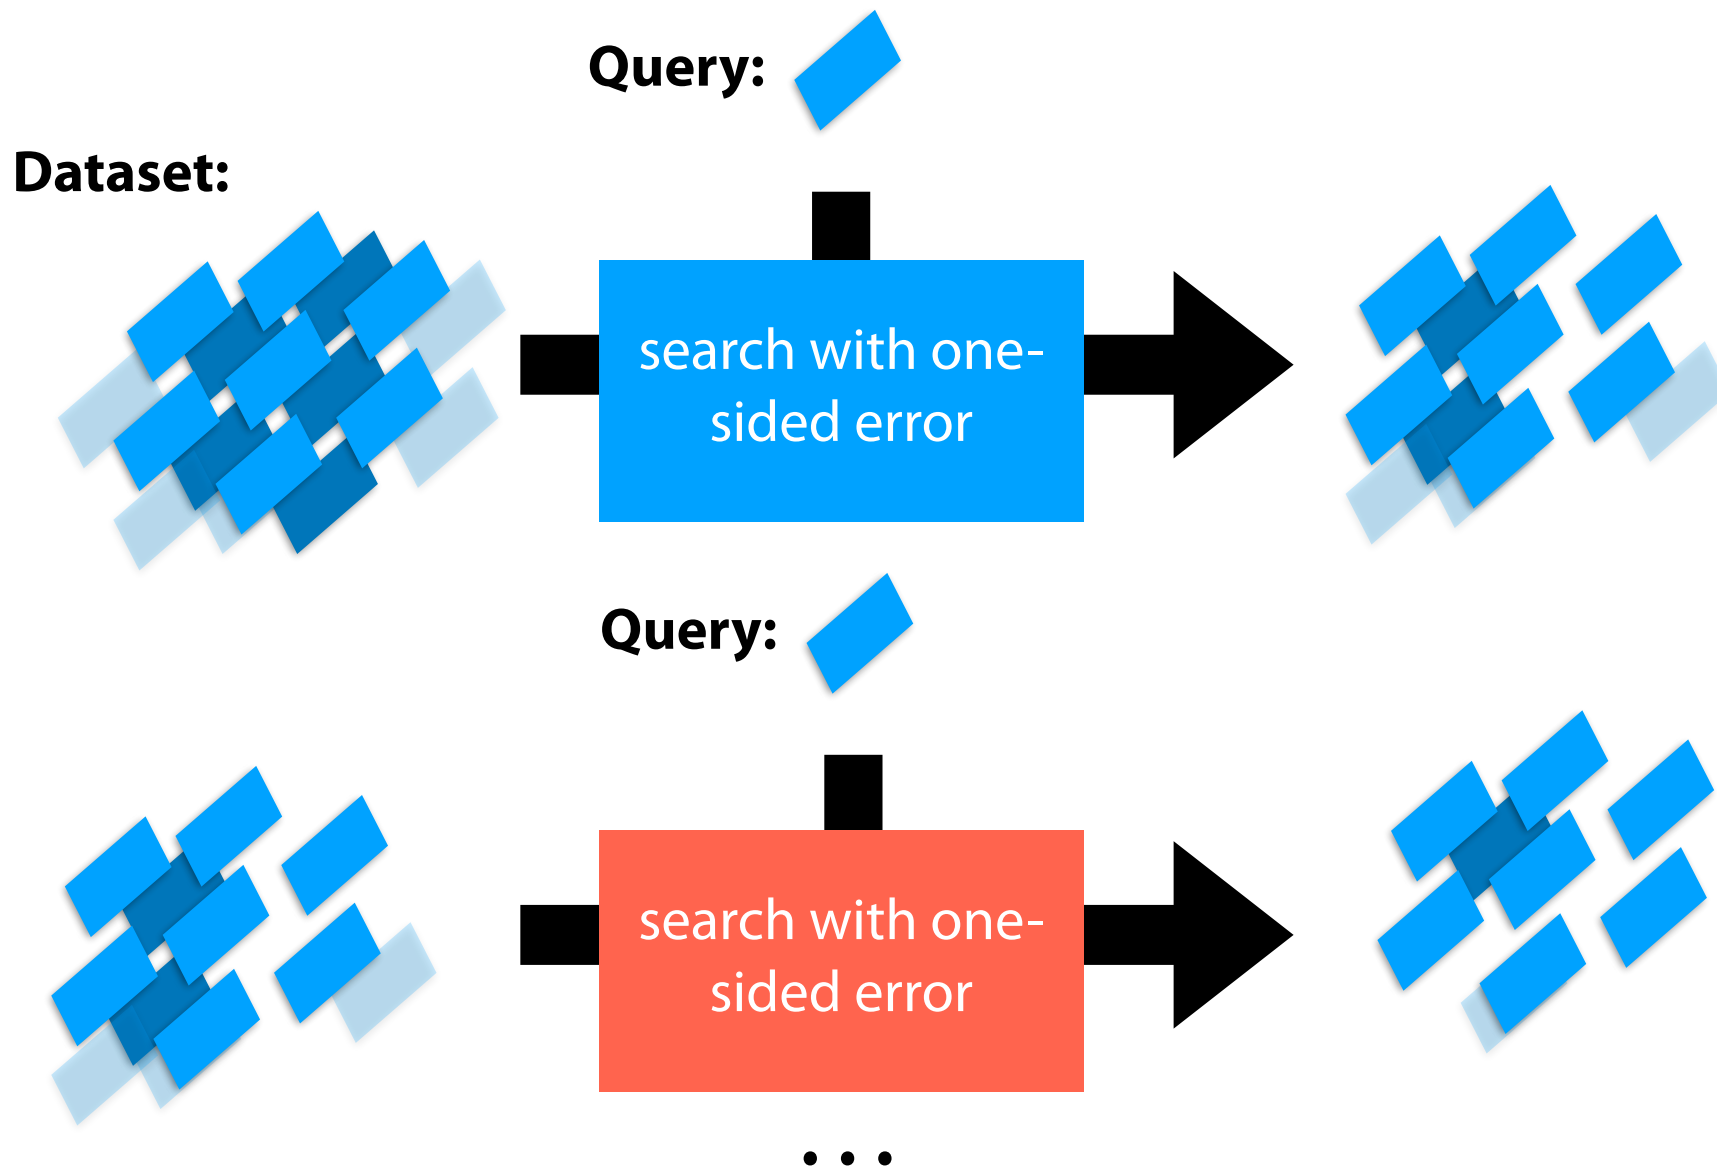 Query:
Dataset:
search with one-
sided error
Query:
search with one-
sided error
...